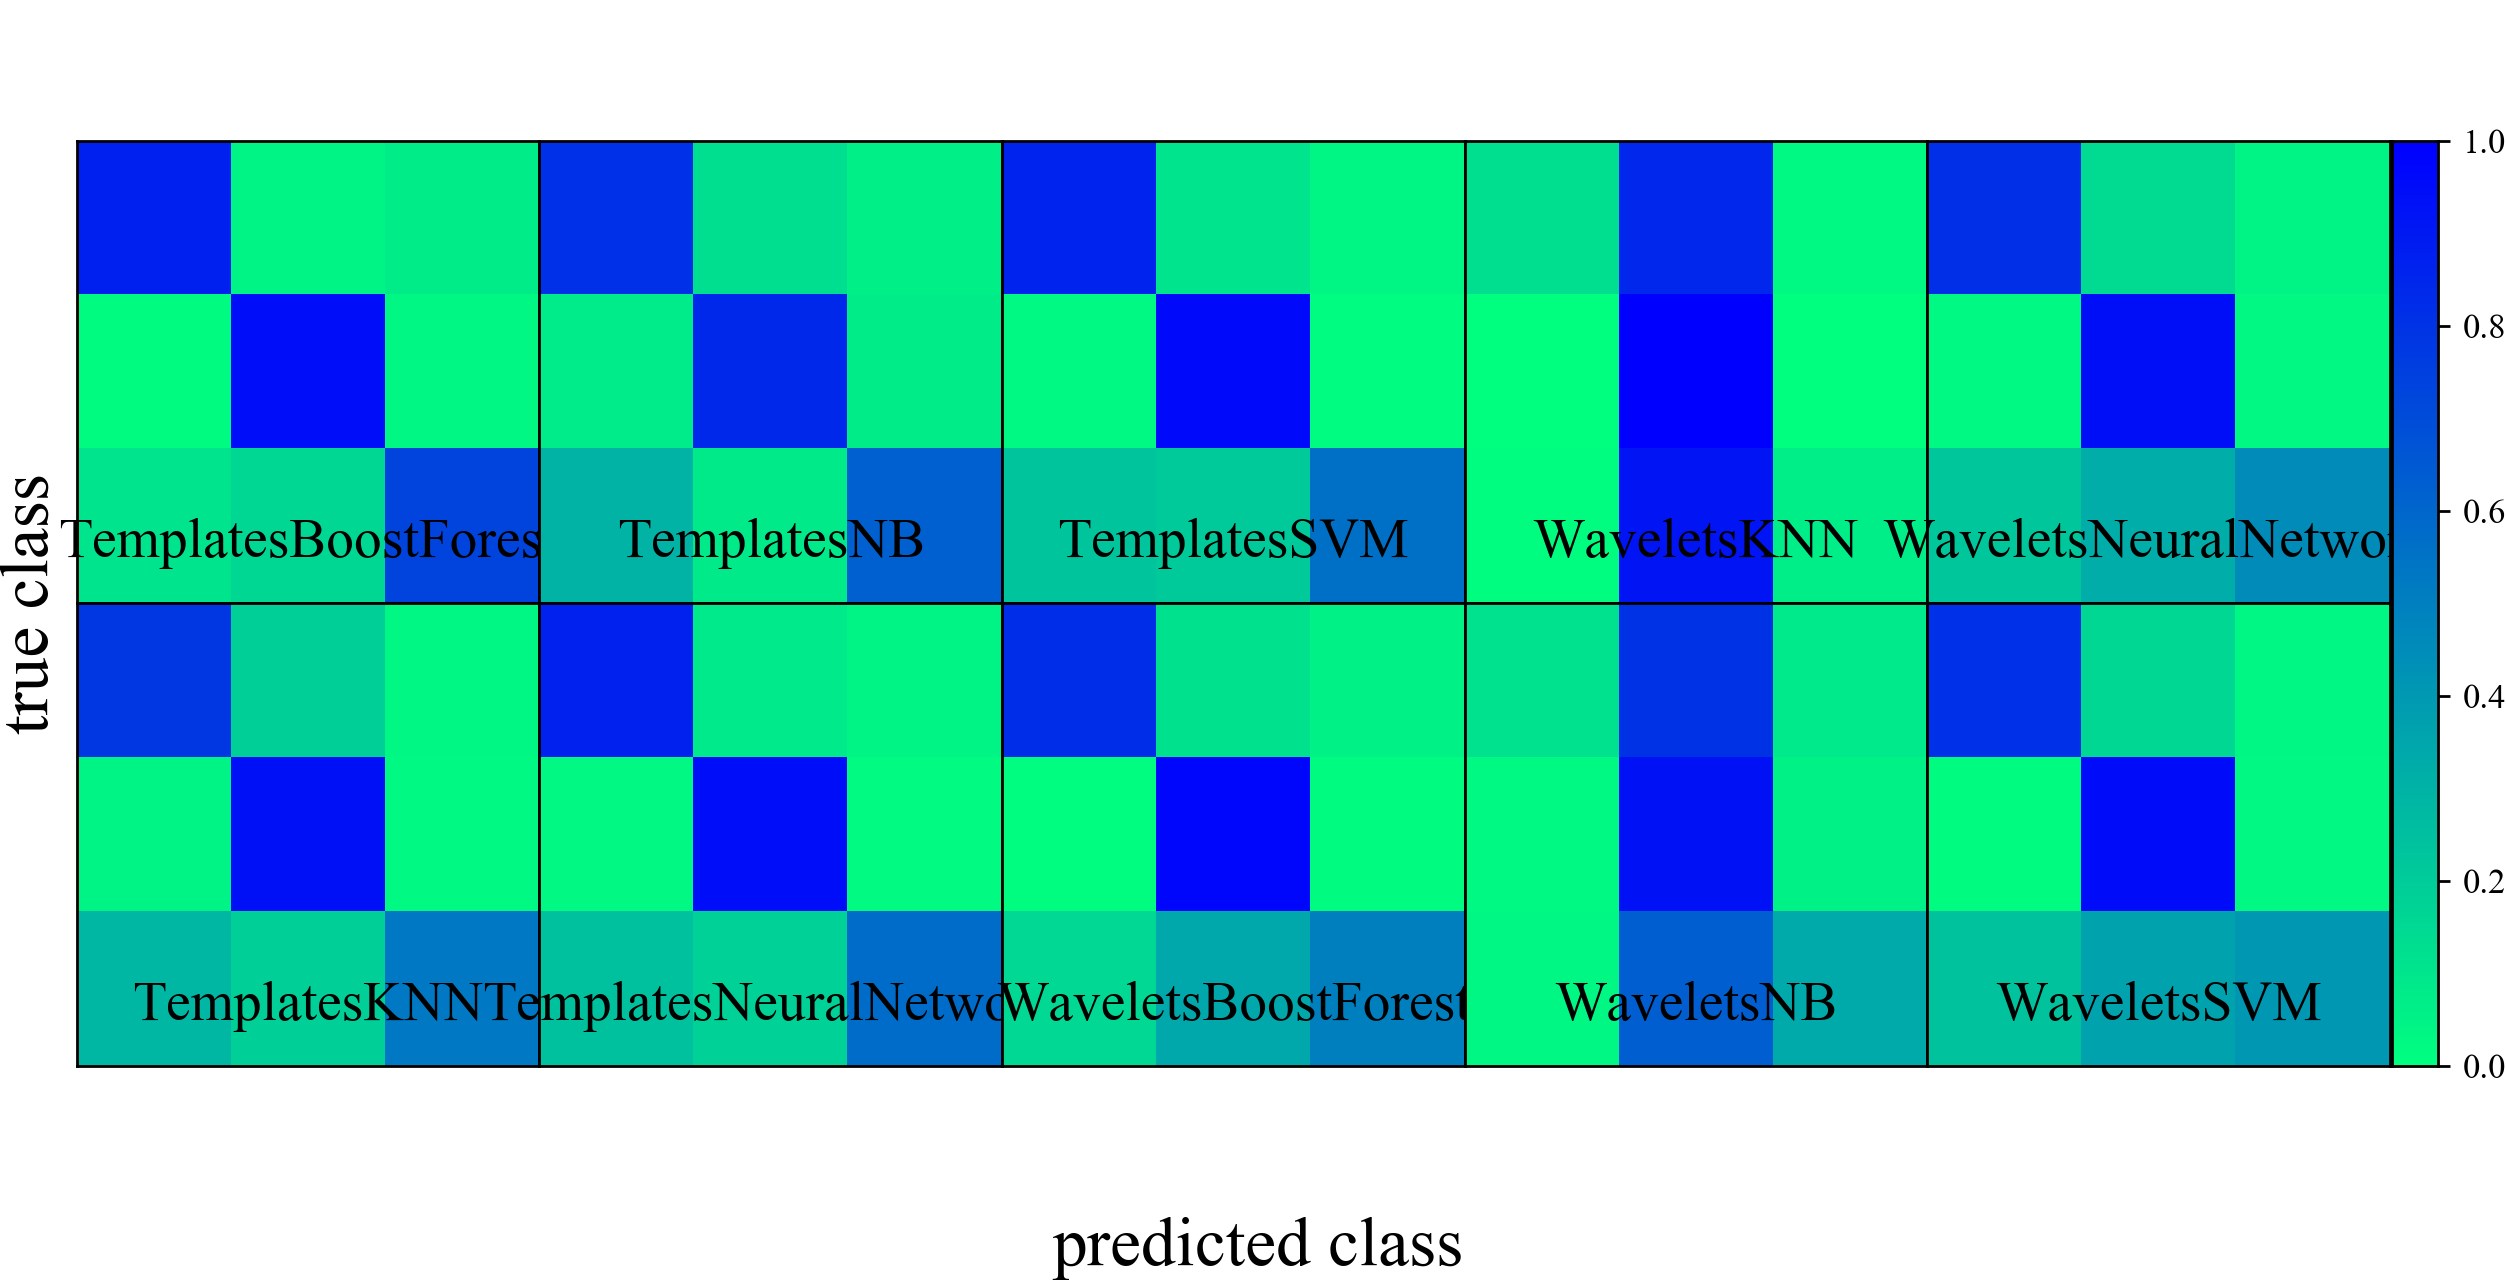 1.0
0.8
0.6
0.4
0.2
0.0
true class
TemplatesBoostFores
TemplatesNB
TemplatesSVM
WaveletsKNN
WaveletsNeuralNetwor
TemplatesKNN
TemplatesNeuralNetwo
WaveletsBoostForest
WaveletsNB
WaveletsSVM
predicted class